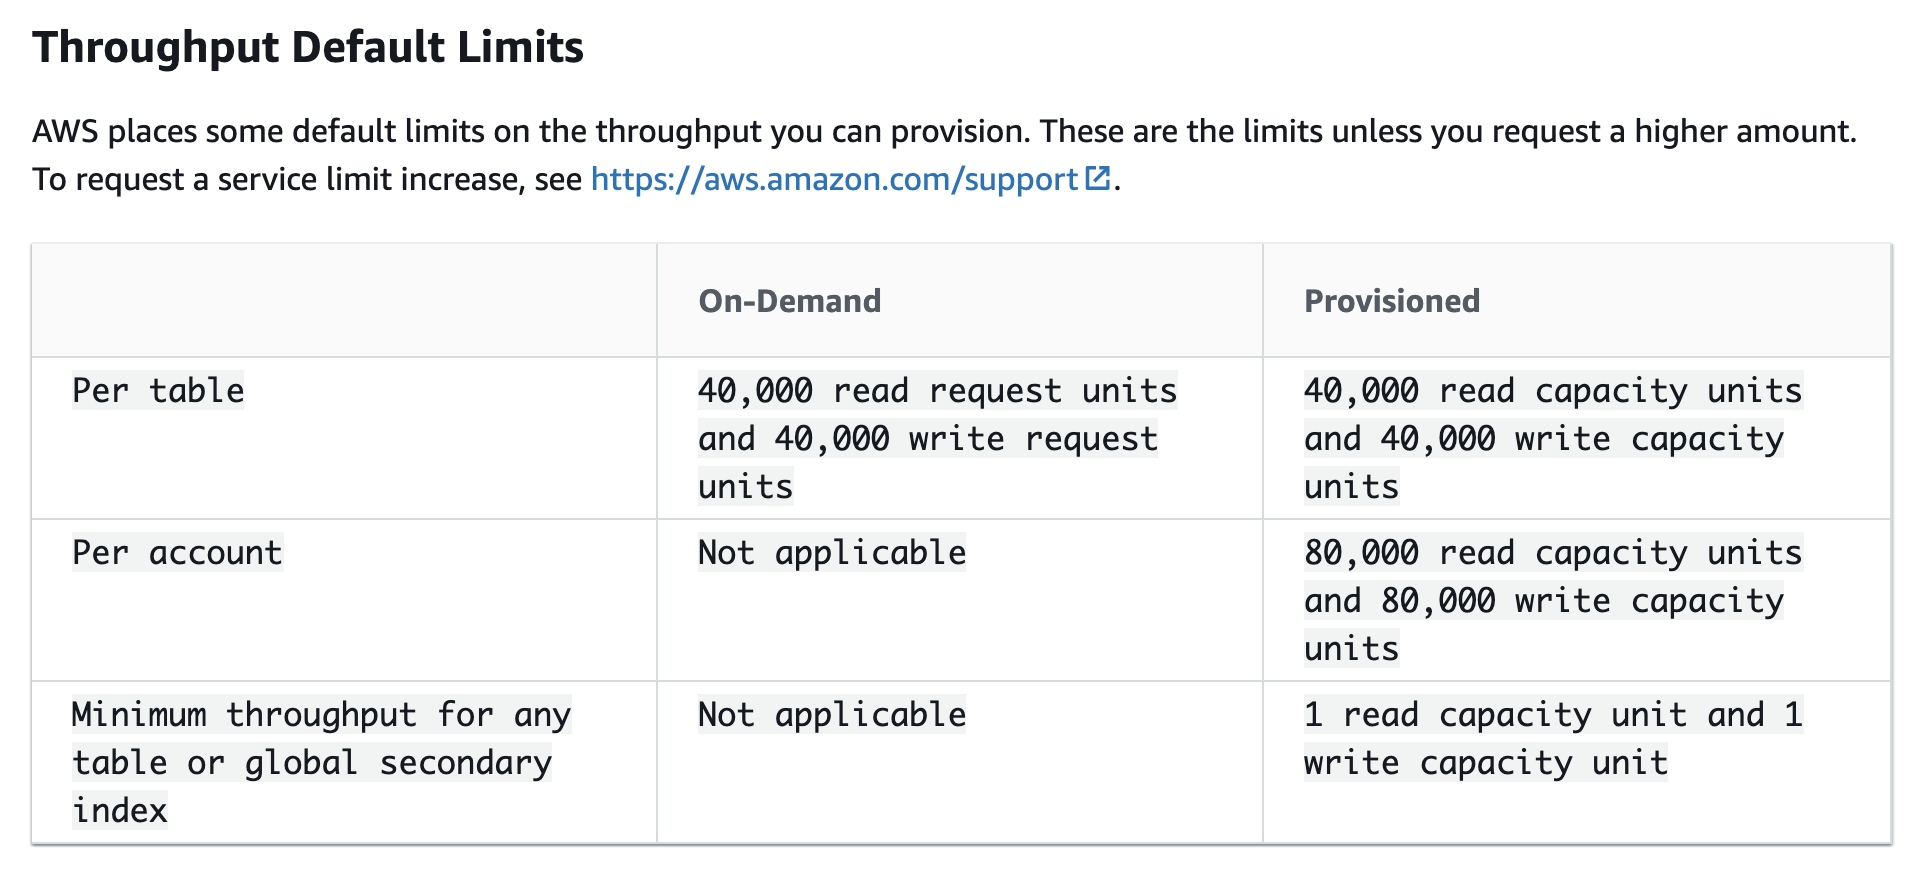 Throughput Default Limits
AWS places some default limits on the throughput you can provision. These are the limits unless you request a higher amount.
To request a service limit increase, see https://aws.amazon.com/support.
On-Demand
Provisioned
Per table
40,000 read request units
and 40,000 write request
units
40,000 read capacity units
and 40,000 write capacity
units
Per account
Not applicable
80,000 read capacity units
and 80,000 write capacity
units
Minimum throughput for any
table or global secondary
index
Not applicable
1 read capacity unit and 1
write capacity unit